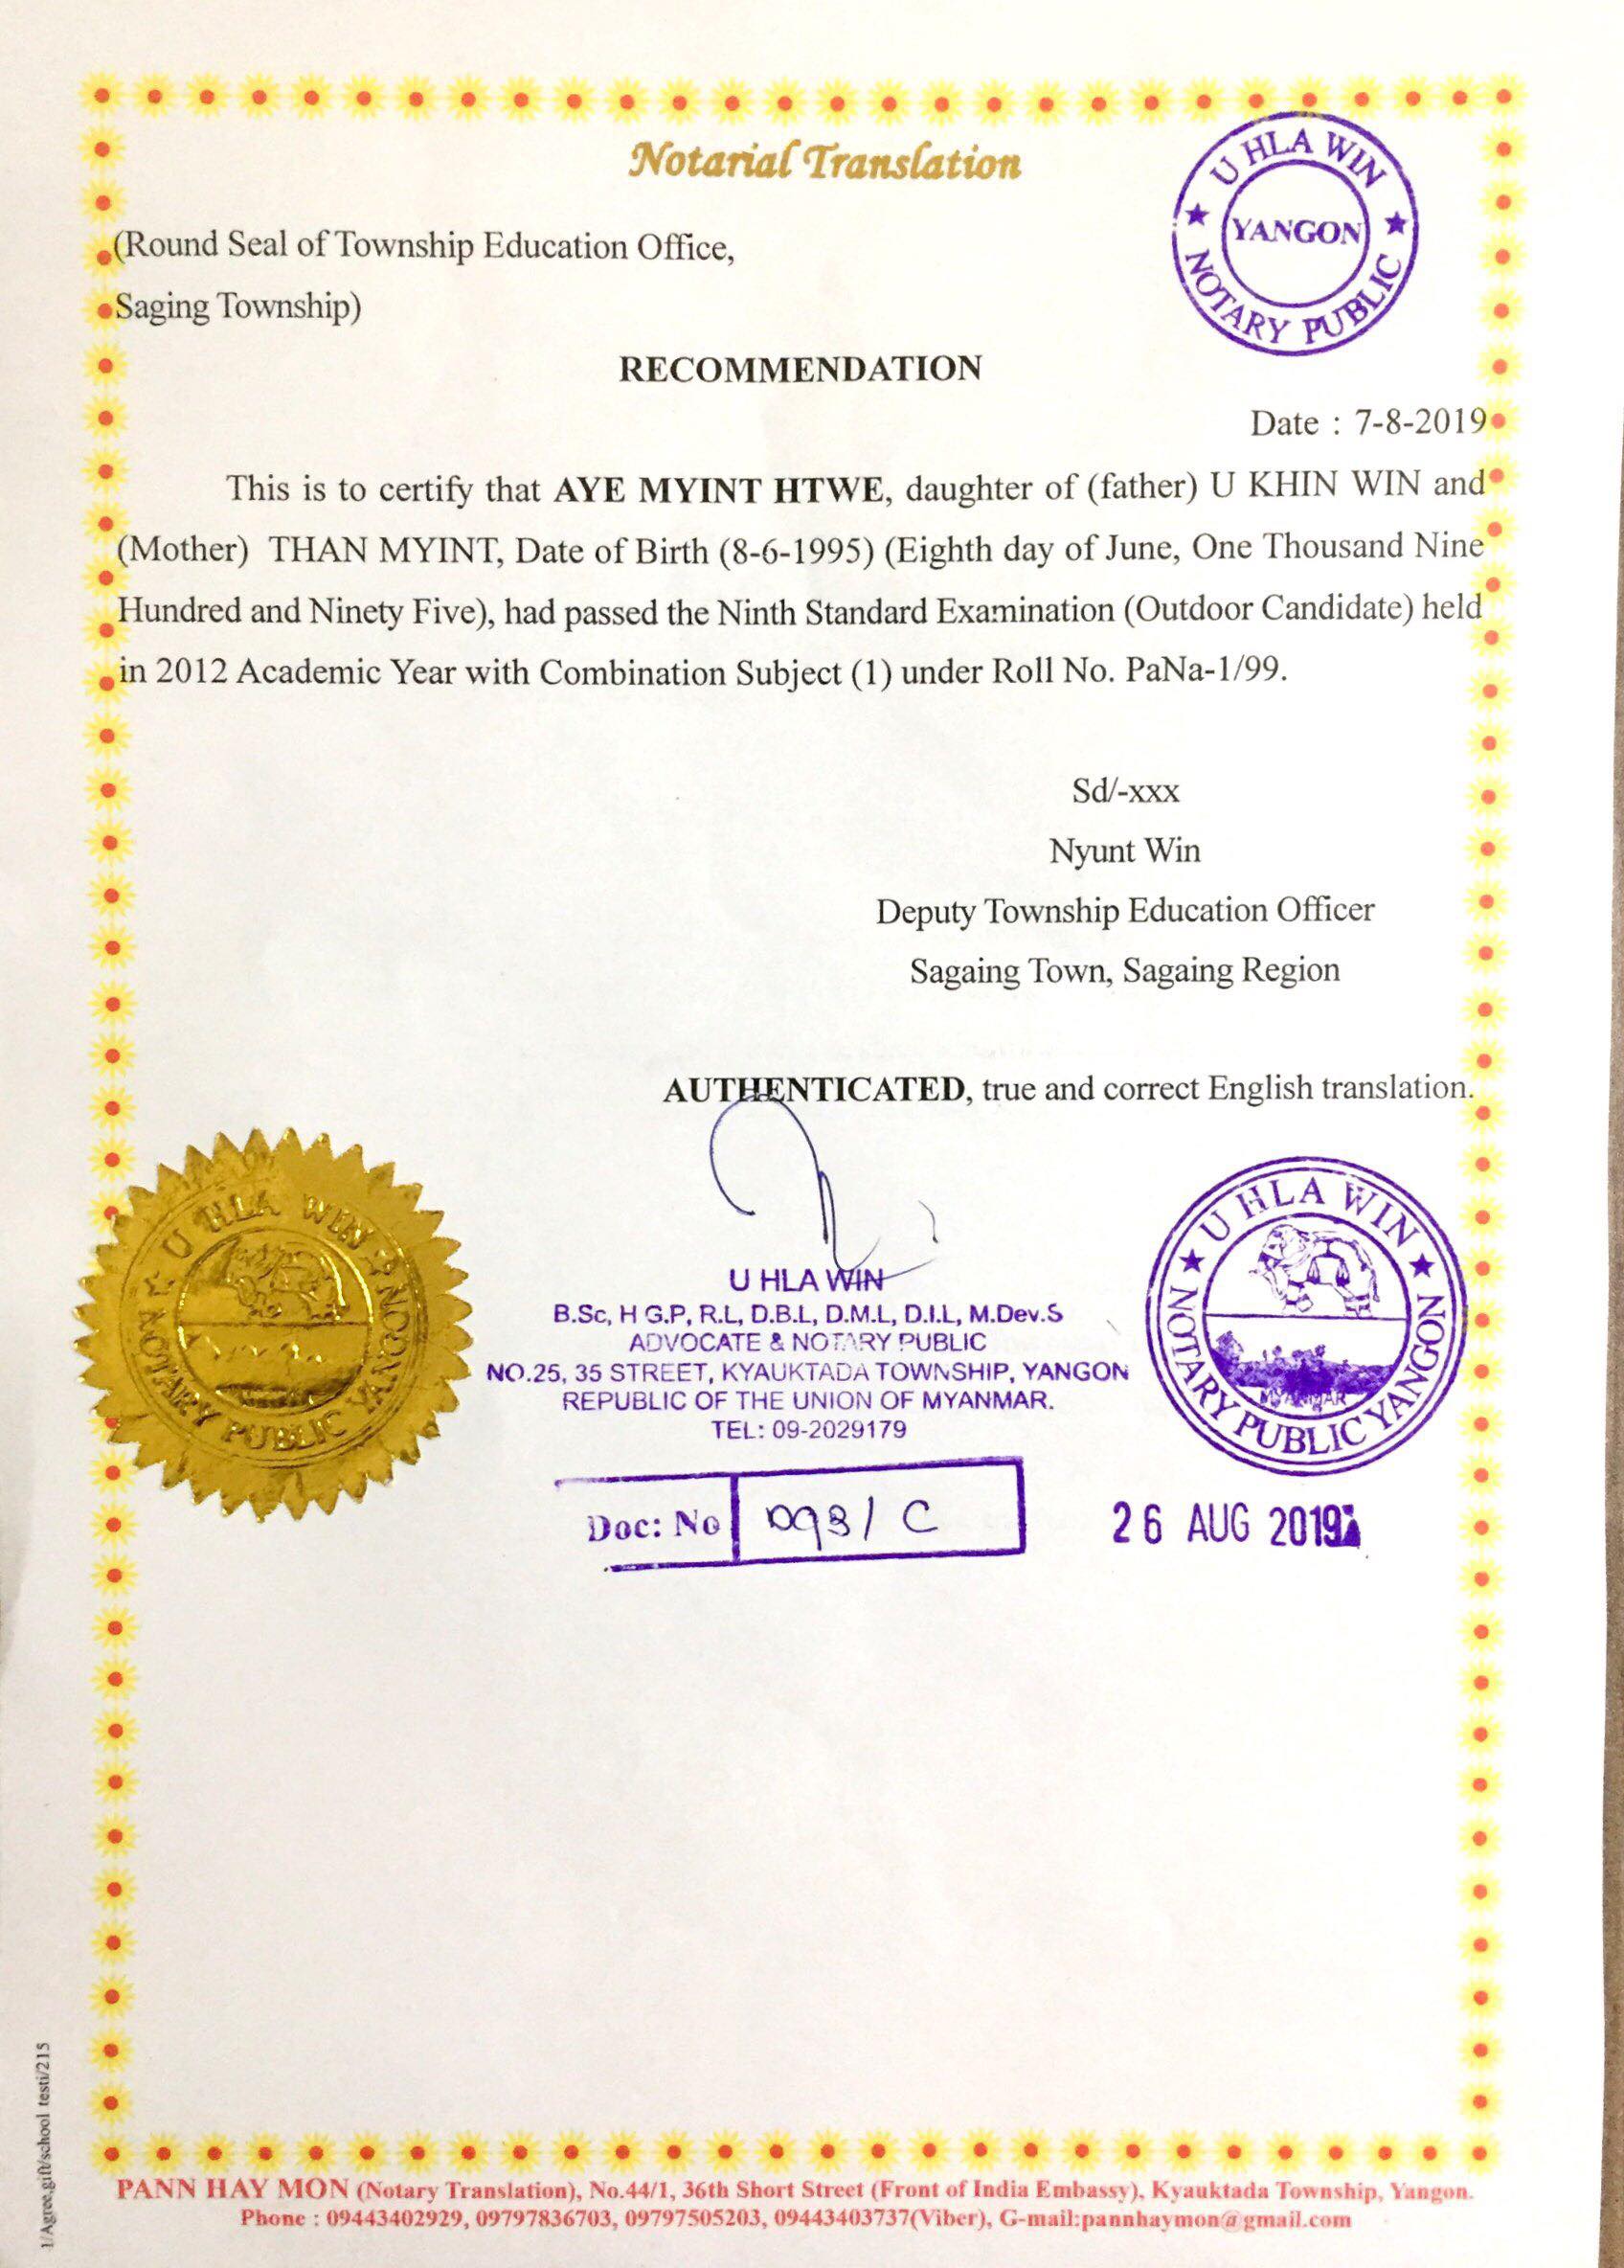 Notarial Translation
U HLA WIN
YANGON
NOTARY PUBLIC
(Round Seal of Township Education Office,
Saging Township)
RECOMMENDATION
Date : 7-8-2019
This is to certify that AYE MYINT HTWE, daughter of (father) U KHIN WIN and
(Mother) THAN MYINT, Date of Birth (8-6-1995) (Eighth day of June, One Thousand Nine
Hundred and Ninety Five), had passed the Ninth Standard Examination (Outdoor Candidate) held
in 2012 Academic Year with Combination Subject (1) under Roll No. PaNa-1/99.
Sd/-xxx
Nyunt Win
Deputy Township Education Officer
Sagaing Town, Sagaing Region
AUTHENTICATED, true and correct English translation.
U HLA WIN
NOTARY PUBLIC YANGON
U HLA WIN
B.Sc, H G.P, R.L, D.B.L, D.M.L, D.I.L, M.Dev.S
ADVOCATE & NOTARY PUBLIC
NO.25, 35 STREET, KYAUKTADA TOWNSHIP, YANGON
REPUBLIC OF THE UNION OF MYANMAR.
TEL: 09-2029179
U HLA WIN
MYANMAR
NOTARY PUBLIC YANGON
Doc: No / C
26 AUG 2019
1/Agree,gift/school testi/215
PANN HAY MON (Notary Translation), No.44/1, 36th Short Street (Front of India Embassy), Kyauktada Township, Yangon.
Phone : 09443402929, 09797836703, 09797505203, 09443403737(Viber), G-mail:pannhaymon@gmail.com